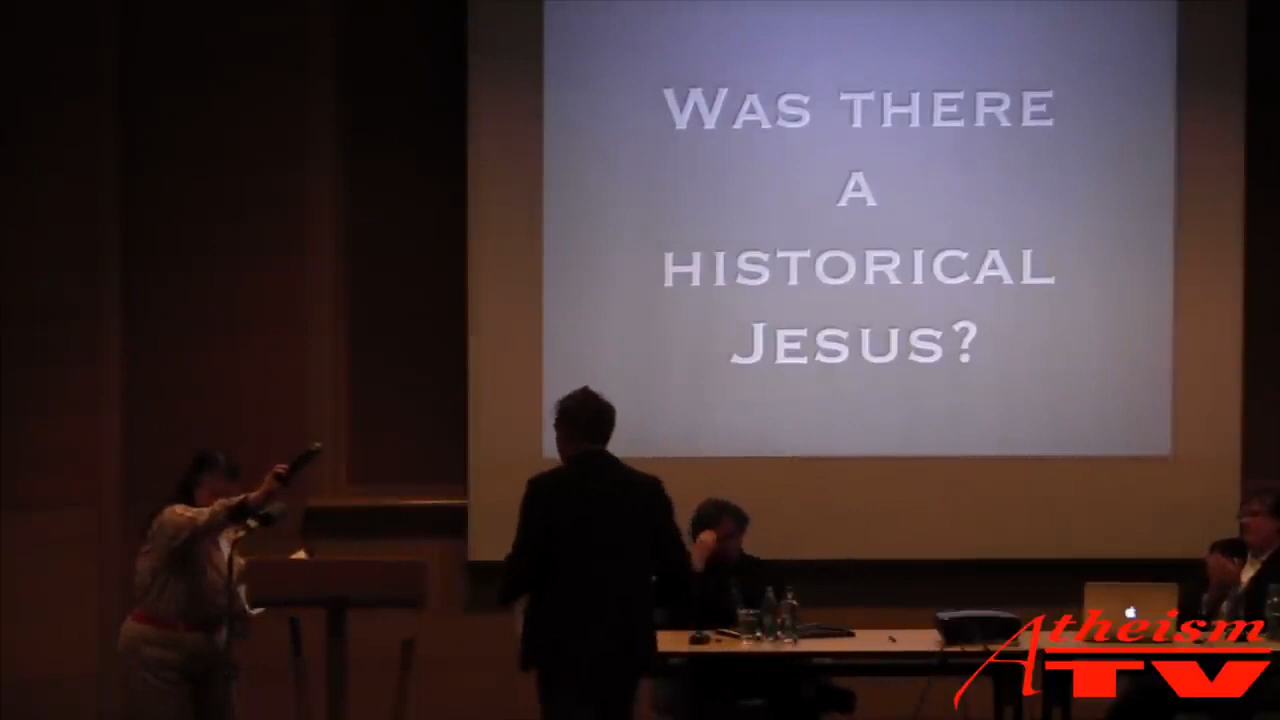 WAS THERE
A
HISTORICAL
JESUS?
Atheism
TV